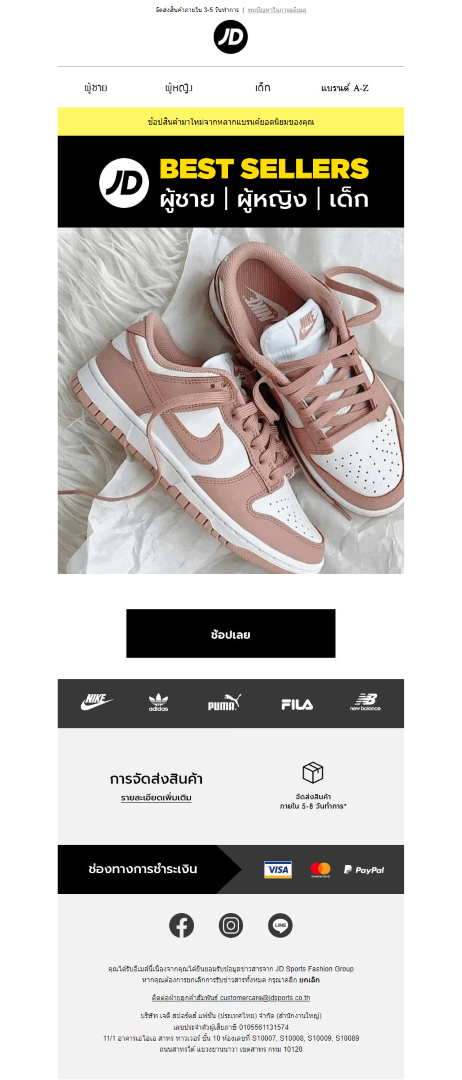 จัดส่งสินค้าภายใน 3-5 วันทำการ | พบปัญหาในการดูอีเมล
JD
ผู้ชาย ผู้หญิง เด็ก แบรนด์ A-Z
ช้อปสินค้ามาใหม่จากหลากแบรนด์ยอดนิยมของคุณ
JD BEST SELLERS
ผู้ชาย | ผู้หญิง | เด็ก
NIKE
NIKE
ช้อปเลย
NIKE adidas PUMA FILA new balance
การจัดส่งสินค้า
รายละเอียดเพิ่มเติม
จัดส่งสินค้า
ภายใน 5-8 วันทำการ*
ช่องทางการชำระเงิน VISA mastercard PayPal
LINE
คุณได้รับอีเมล์นี้เนื่องจากคุณได้ยินยอมรับข้อมูลข่าวสารจาก JD Sports Fashion Group
หากคุณต้องการยกเลิกการรับข่าวสารทั้งหมด กรุณาคลิก ยกเลิก
ติดต่อฝ่ายลูกค้าสัมพันธ์ customercare@jdsports.co.th
บริษัท เจดี สปอร์ตส์ แฟชั่น (ประเทศไทย) จำกัด (สำนักงานใหญ่)
เลขประจำตัวผู้เสียภาษี 0105561131574
11/1 อาคารเอไอเอ สาทร ทาวเวอร์ ชั้น 10 ห้องเลขที่ S10007, S10008, S10009, S10089
ถนนสาทรใต้ แขวงยานนาวา เขตสาทร กทม 10120